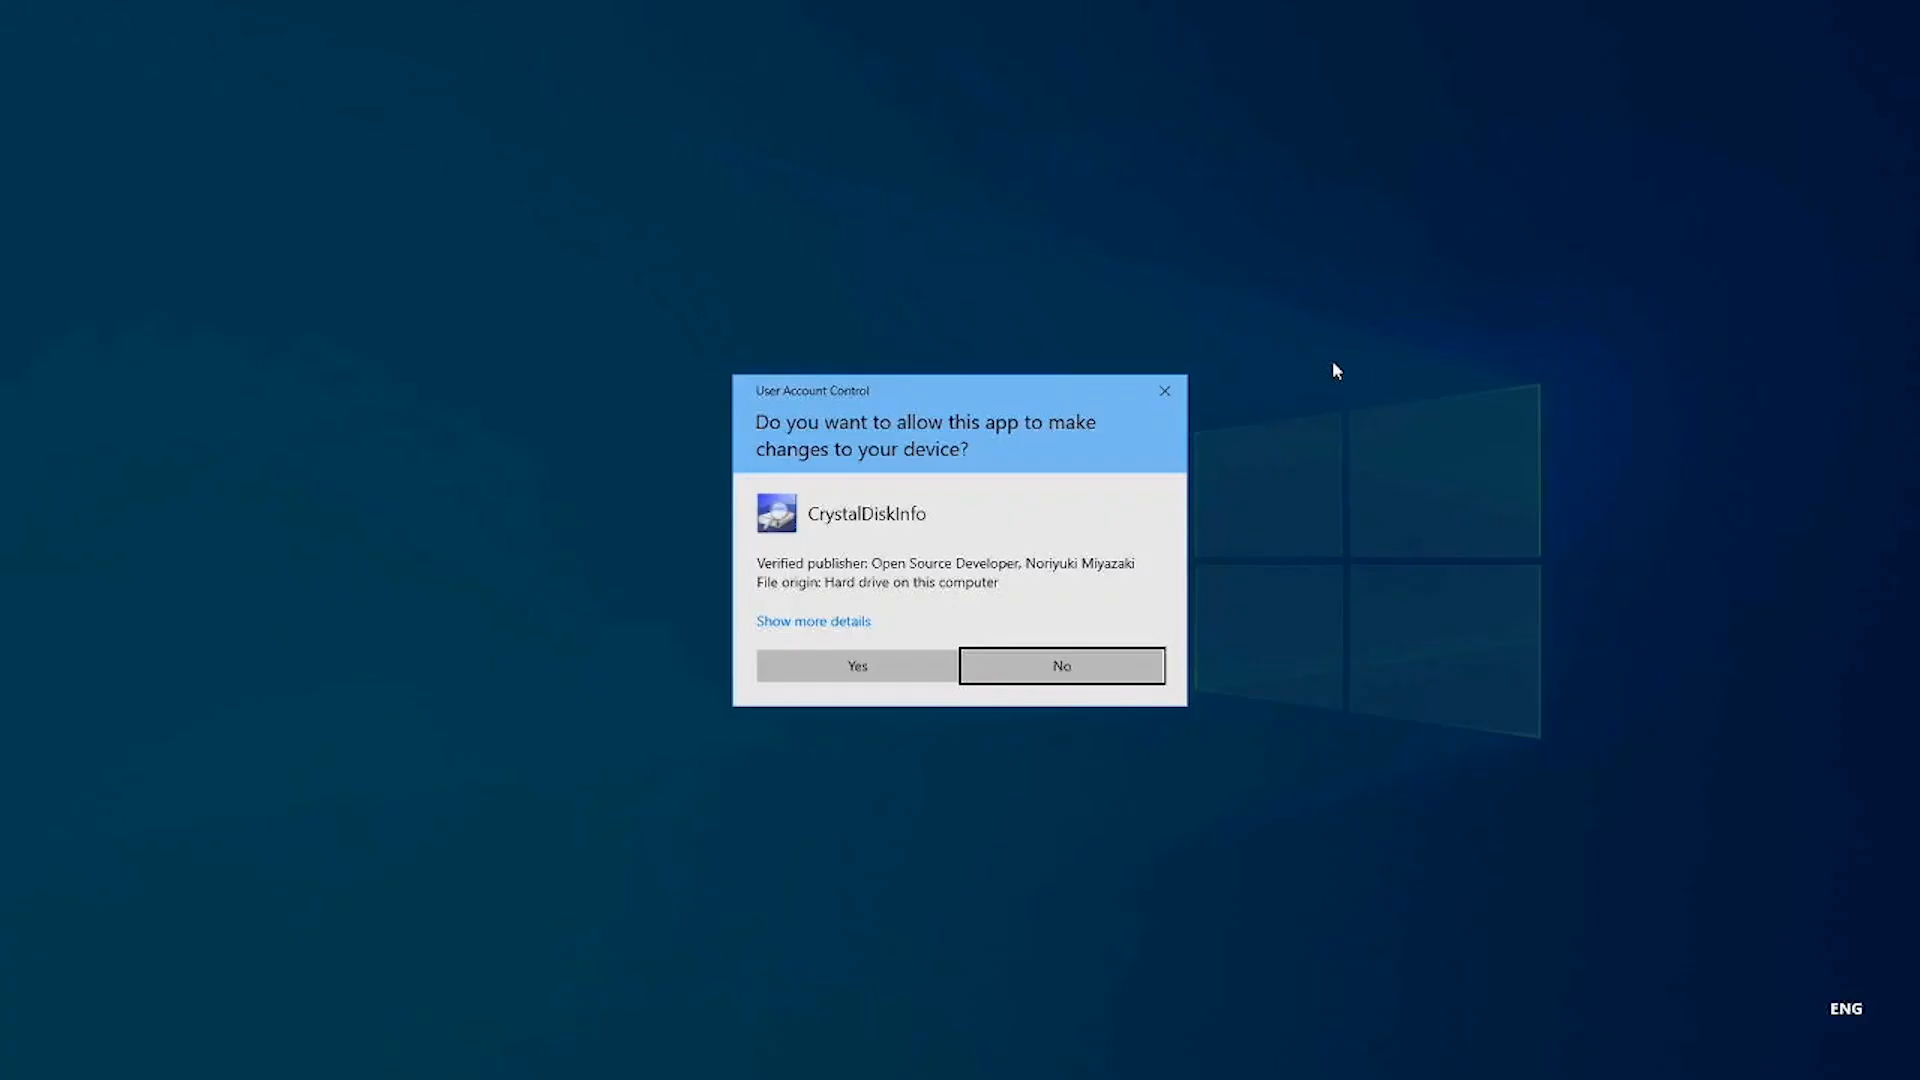 User Account Control
Do you want to allow this app to make
changes to your device?
CrystalDiskInfo
Verified publisher: Open Source Developer, Noriyuki Miyazaki
File origin: Hard drive on this computer
Show more details
Yes
No
ENG